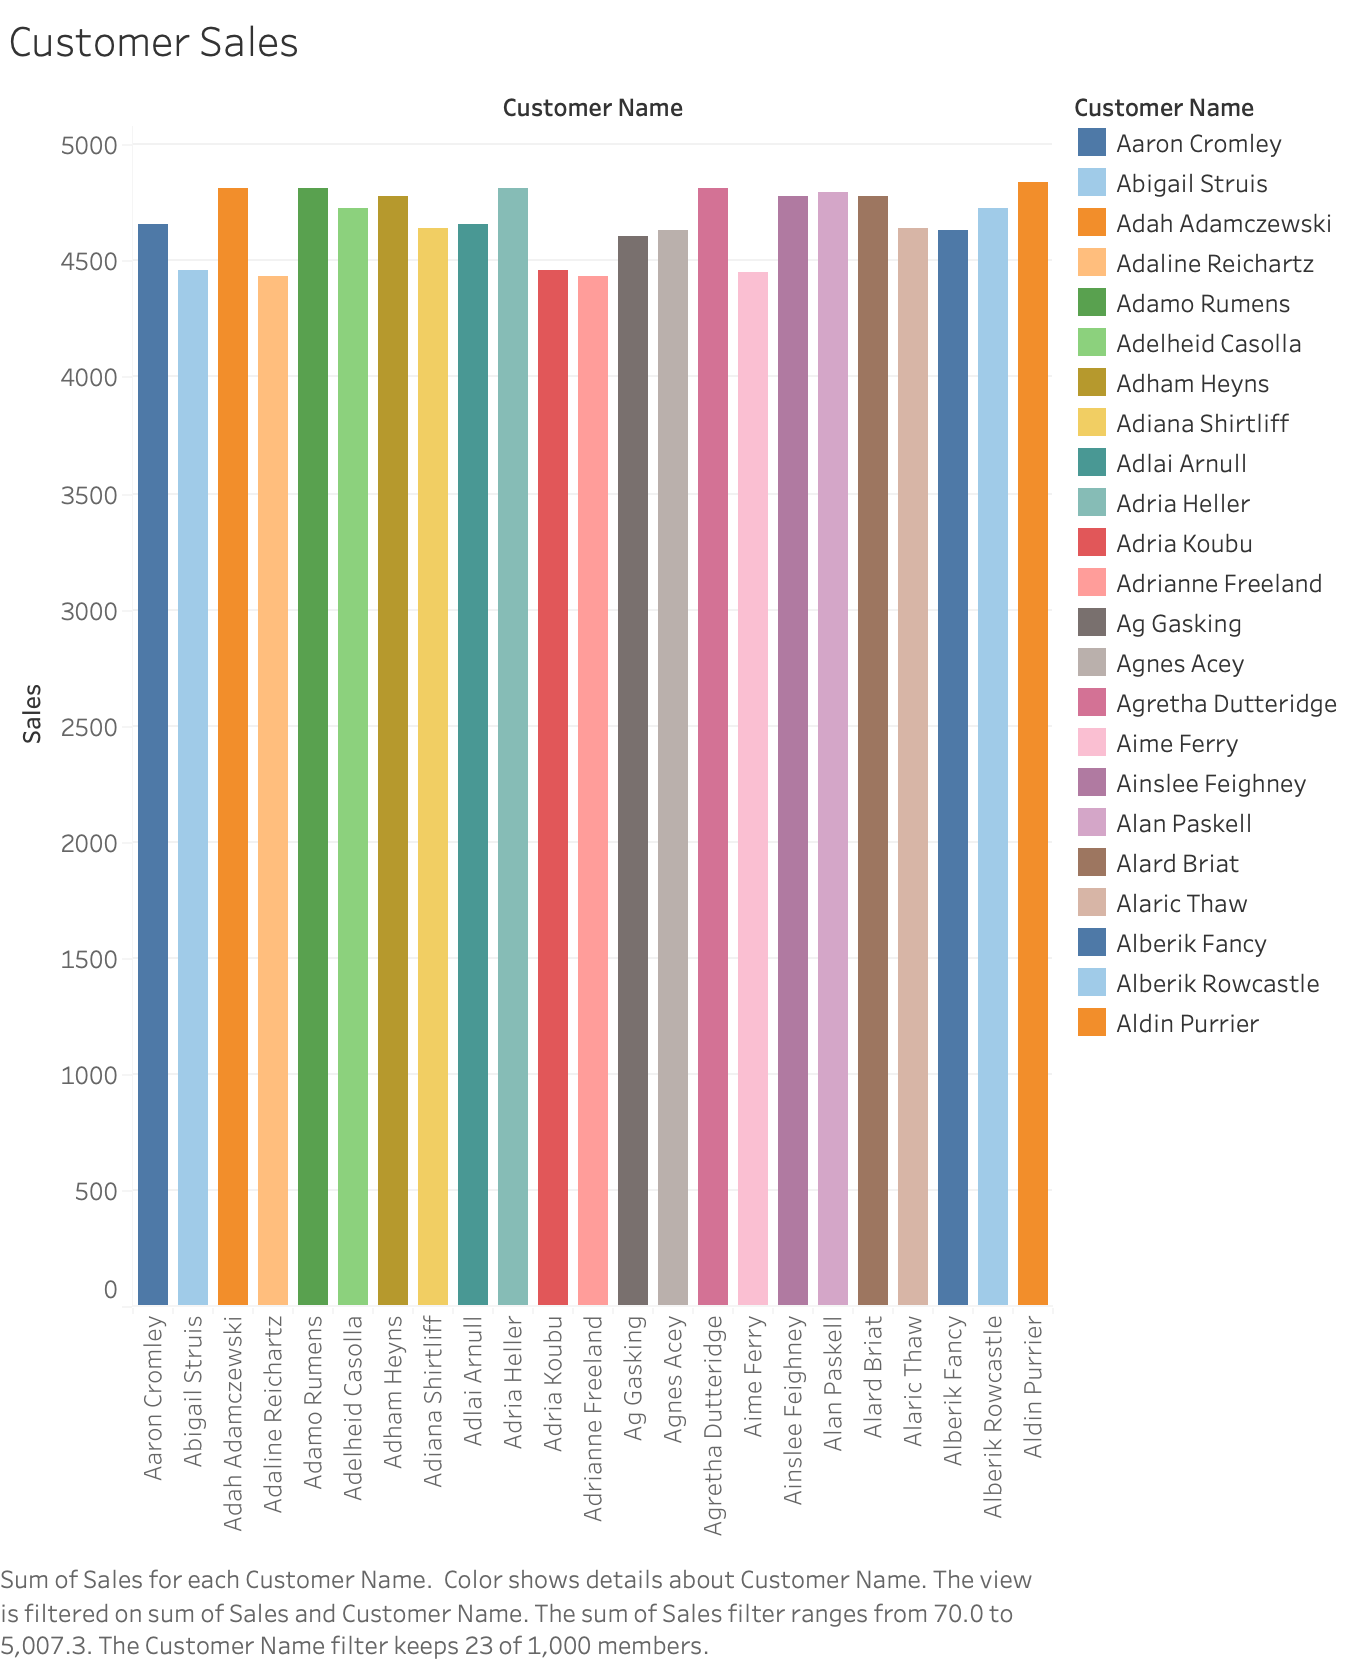 Customer Sales
Customer Name
Customer Name
5000
4500
4000
3500
3000
2500
2000
1500
1000
500
0
Sales
Aaron Cromley
Abigail Struis
Adah Adamczewski
Adaline Reichartz
Adamo Rumens
Adelheid Casolla
Adham Heyns
Adiana Shirtliff
Adlai Arnull
Adria Heller
Adria Koubu
Adrianne Freeland
Ag Gasking
Agnes Acey
Agretha Dutteridge
Aime Ferry
Ainslee Feighney
Alan Paskell
Alard Briat
Alaric Thaw
Alberik Fancy
Alberik Rowcastle
Aldin Purrier
Aaron Cromley
Abigail Struis
Adah Adamczewski
Adaline Reichartz
Adamo Rumens
Adelheid Casolla
Adham Heyns
Adiana Shirtliff
Adlai Arnull
Adria Heller
Adria Koubu
Adrianne Freeland
Ag Gasking
Agnes Acey
Agretha Dutteridge
Aime Ferry
Ainslee Feighney
Alan Paskell
Alard Briat
Alaric Thaw
Alberik Fancy
Alberik Rowcastle
Aldin Purrier
Sum of Sales for each Customer Name.  Color shows details about Customer Name. The view
is filtered on sum of Sales and Customer Name. The sum of Sales filter ranges from 70.0 to
5,007.3. The Customer Name filter keeps 23 of 1,000 members.